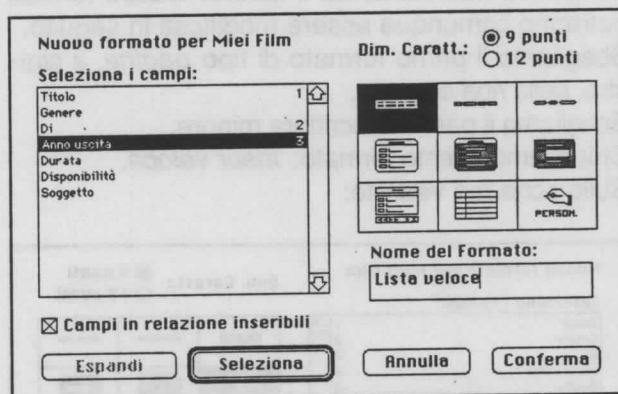 Nuovo formato per Miei Film
Seleziona i campi:
Titolo 1
Genere
Di 2
Anno uscita 3
Durata
Disponibilità
Soggetto
Campi in relazione inseribili
Espandi
Seleziona
Dim. Caratt.: 9 punti
12 punti
PERSON.
Nome del Formato:
Lista veloce
Annulla
Conferma